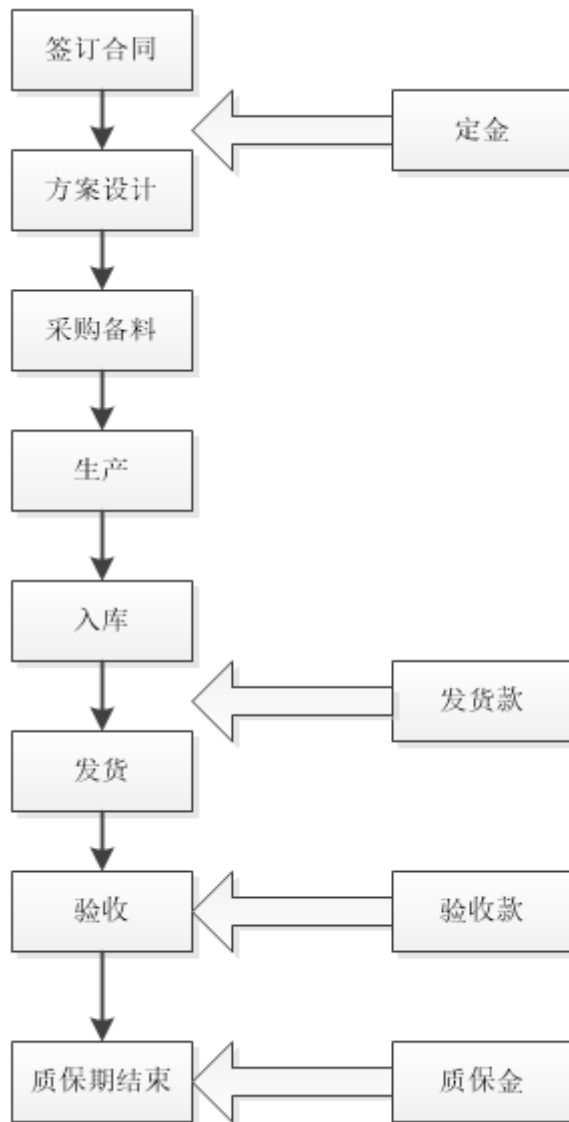 签订合同
定金
方案设计
采购备料
生产
入库
发货款
发货
验收
验收款
质保期结束
质保金